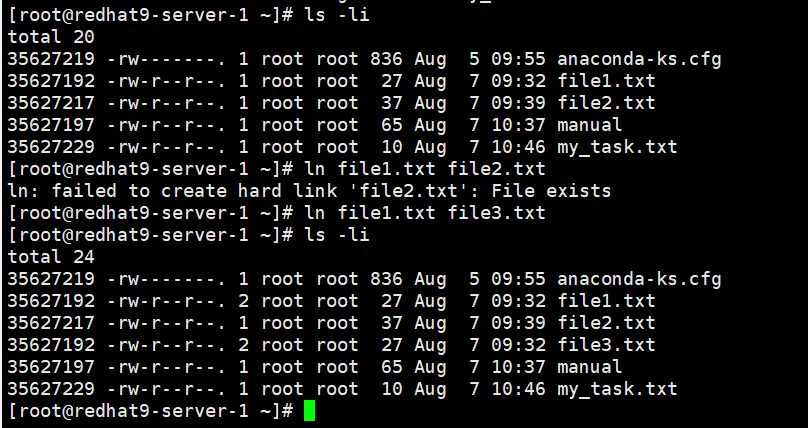 [root@redhat9-server-1 ~]# ls -li
total 20
35627219 -rw-------. 1 root root 836 Aug  5 09:55 anaconda-ks.cfg
35627192 -rw-r--r--. 1 root root  27 Aug  7 09:32 file1.txt
35627217 -rw-r--r--. 1 root root  37 Aug  7 09:39 file2.txt
35627197 -rw-r--r--. 1 root root  65 Aug  7 10:37 manual
35627229 -rw-r--r--. 1 root root  10 Aug  7 10:46 my_task.txt
[root@redhat9-server-1 ~]# ln file1.txt file2.txt
ln: failed to create hard link 'file2.txt': File exists
[root@redhat9-server-1 ~]# ln file1.txt file3.txt
[root@redhat9-server-1 ~]# ls -li
total 24
35627219 -rw-------. 1 root root 836 Aug  5 09:55 anaconda-ks.cfg
35627192 -rw-r--r--. 2 root root  27 Aug  7 09:32 file1.txt
35627217 -rw-r--r--. 1 root root  37 Aug  7 09:39 file2.txt
35627192 -rw-r--r--. 2 root root  27 Aug  7 09:32 file3.txt
35627197 -rw-r--r--. 1 root root  65 Aug  7 10:37 manual
35627229 -rw-r--r--. 1 root root  10 Aug  7 10:46 my_task.txt
[root@redhat9-server-1 ~]#